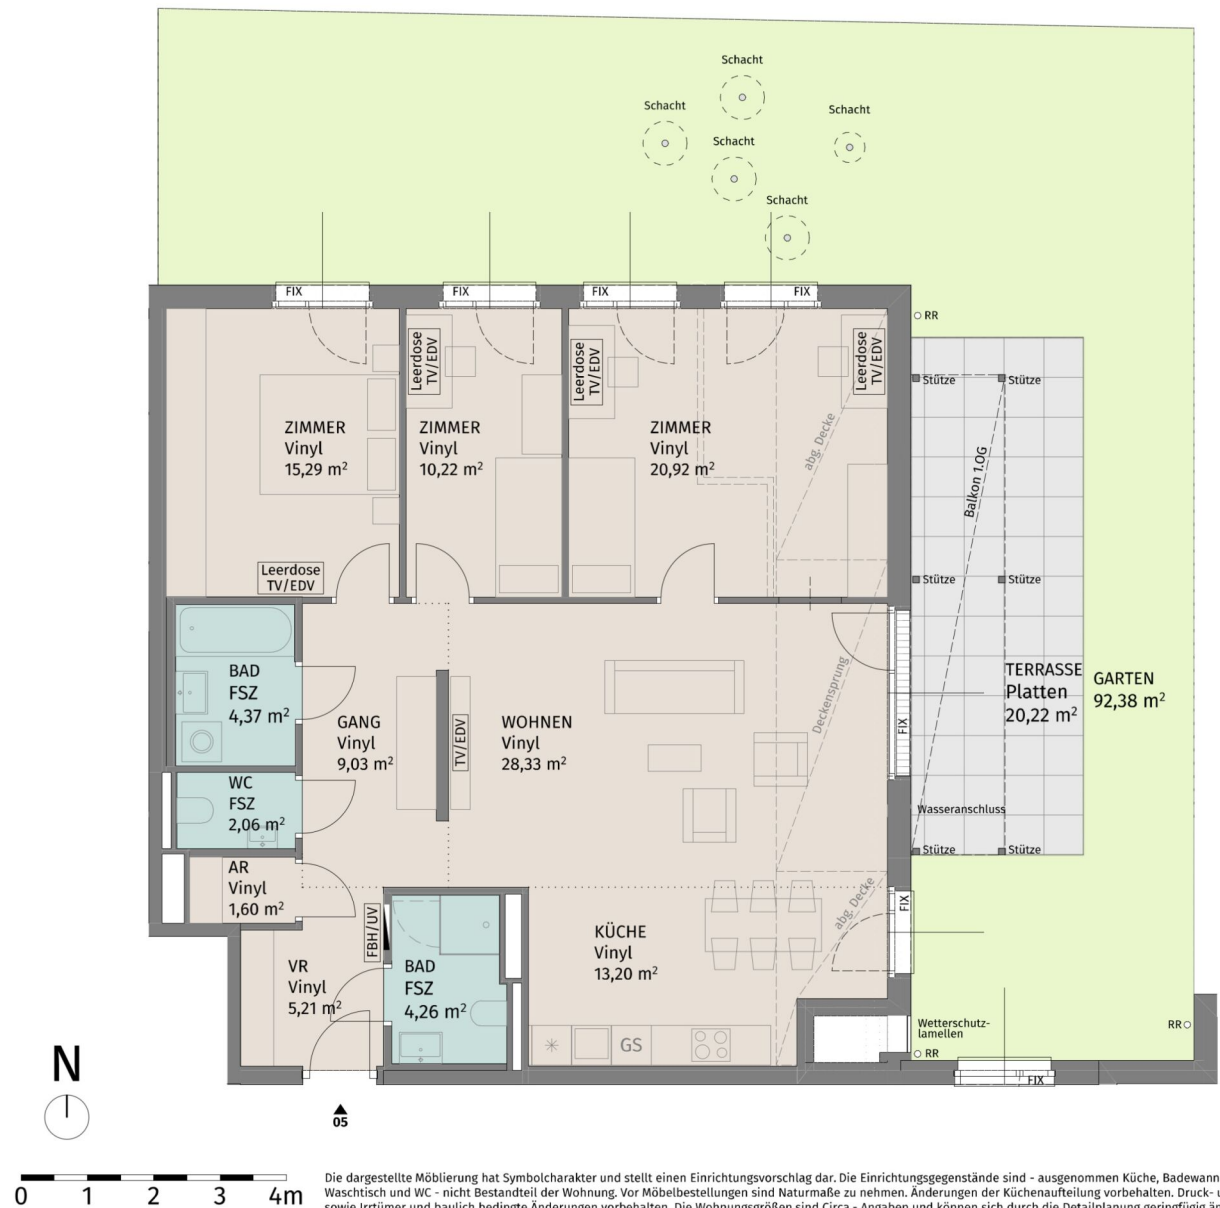 Schacht
Schacht
Schacht
Schacht
Schacht
FIX
FIX
FIX
FIX
RR
Leerdose
TV/EDV
Leerdose
TV/EDV
Leerdose
TV/EDV
Stütze
Stütze
ZIMMER
Vinyl
15,29 m²
ZIMMER
Vinyl
10,22 m²
ZIMMER
Vinyl
20,92 m²
abg. Decke
Balkon 1.OG
Leerdose
TV/EDV
Stütze
Stütze
BAD
FSZ
4,37 m²
GANG
Vinyl
9,03 m²
TV/EDV
WOHNEN
Vinyl
28,33 m²
Deckensprung
FIX
TERRASSE
Platten
20,22 m²
GARTEN
92,38 m²
WC
FSZ
2,06 m²
Wasseranschluss
Stütze
Stütze
AR
Vinyl
1,60 m²
FBH/UV
abg. Decke
FIX
VR
Vinyl
5,21 m²
BAD
FSZ
4,26 m²
KÜCHE
Vinyl
13,20 m²
GS
Wetterschutz-
lamellen
RR
RR
FIX
N
05
0 1 2 3 4m
Die dargestellte Möblierung hat Symbolcharakter und stellt einen Einrichtungsvorschlag dar. Die Einrichtungsgegenstände sind - ausgenommen Küche, Badewann
Waschtisch und WC - nicht Bestandteil der Wohnung. Vor Möbelbestellungen sind Naturmaße zu nehmen. Änderungen der Küchenaufteilung vorbehalten. Druck-
sowie Irrtümer und baulich bedingte Änderungen vorbehalten. Die Wohnungsgrößen sind Circa - Angaben und können sich durch die Detailplanung geringfügig